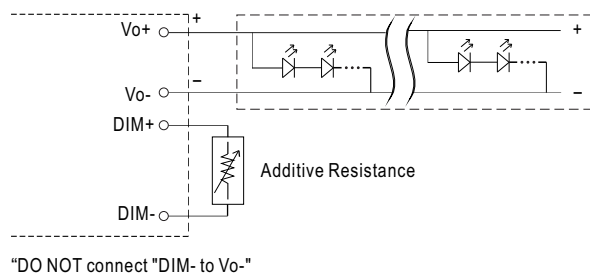 Vo+
+
+
–
Vo-
–
DIM+
Additive Resistance
DIM-
“DO NOT connect "DIM- to Vo-"